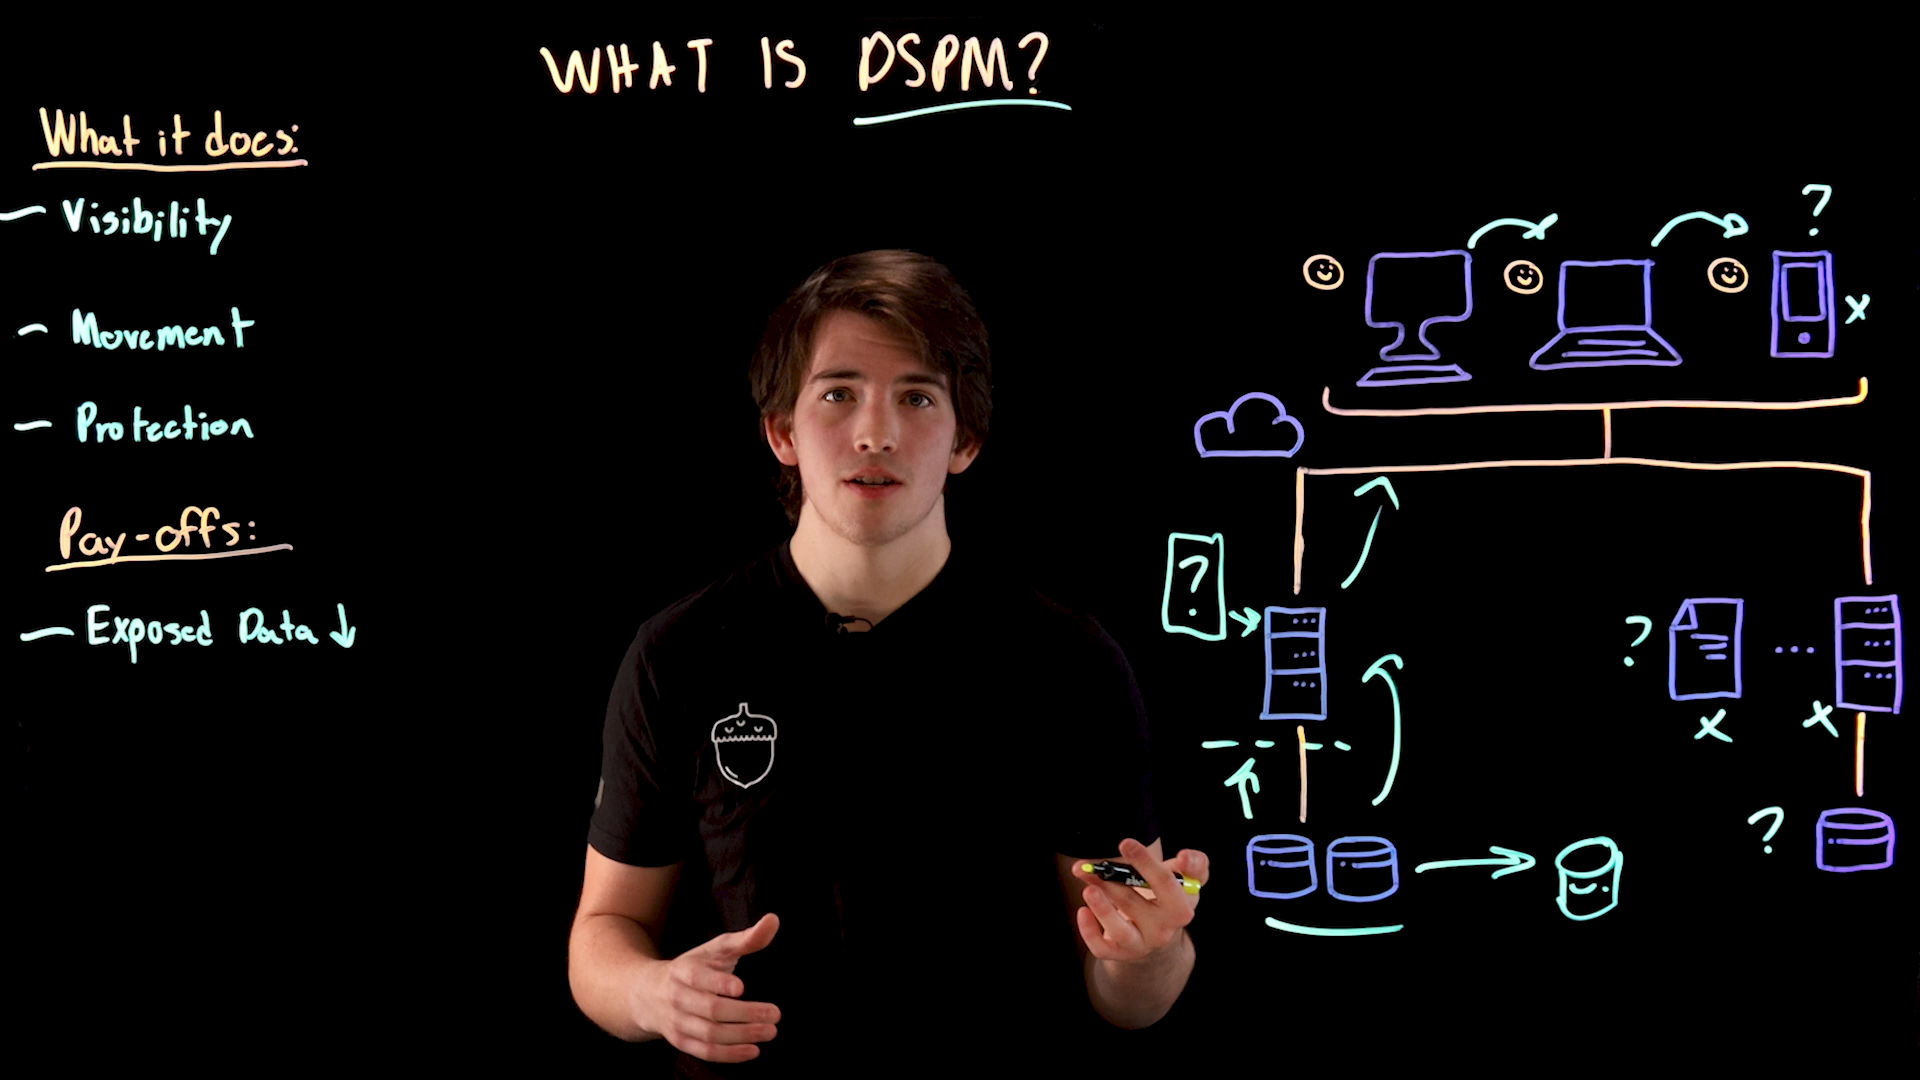 WHAT IS DSPM?
What it does:
– Visibility
– Movement
– Protection
Pay-offs:
– Exposed Data ↓
?
x
?
?
x
x
?